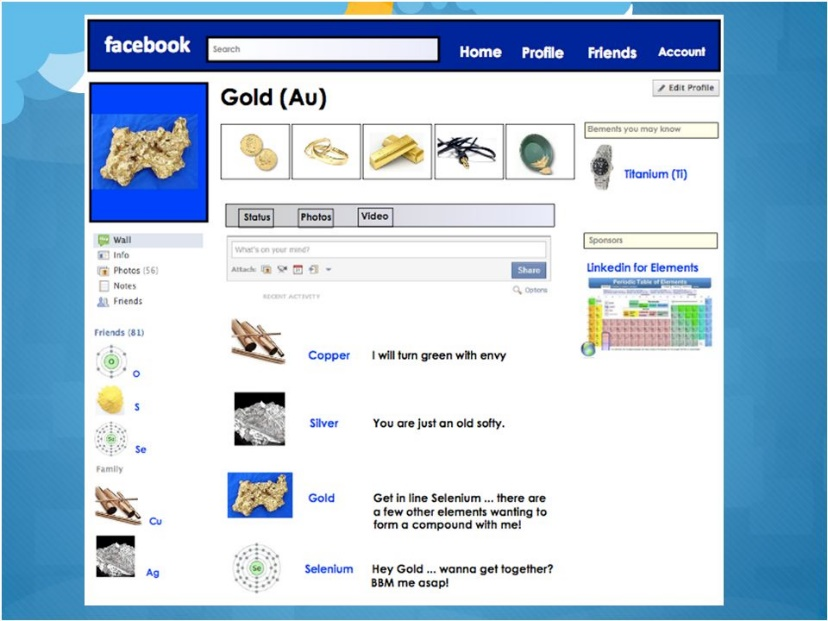 facebook
Search
Home Profile Friends Account
Edit Profile
Gold (Au)
Elements you may know
Titanium (Ti)
Status Photos Video
What's on your mind?
Attach:
Share
Options
RECENT ACTIVITY
Wall
Info
Photos (56)
Notes
Friends
Friends (81)
O
S
Se
Family
Cu
Ag
Copper I will turn green with envy
Silver You are just an old softy.
Gold Get in line Selenium ... there are
a few other elements wanting to
form a compound with me!
Se
Selenium Hey Gold ... wanna get together?
BBM me asap!
Sponsors
Linkedin for Elements
Periodic Table of Elements